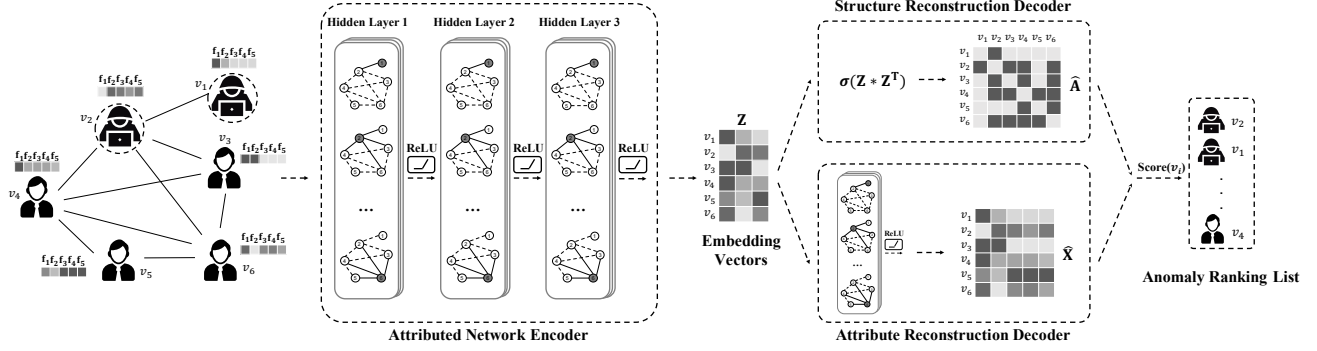 f₁f₂f₃f₄f₅
v₁
f₁f₂f₃f₄f₅
v₂
v₃
f₁f₂f₃f₄f₅
f₁f₂f₃f₄f₅
v₄
f₁f₂f₃f₄f₅
v₅
f₁f₂f₃f₄f₅
v₆
Hidden Layer 1
Hidden Layer 2
Hidden Layer 3
ReLU
ReLU
ReLU
...
...
...
Attributed Network Encoder
Z
v₁
v₂
v₃
v₄
v₅
v₆
Embedding
Vectors
Structure Reconstruction Decoder
σ(Z * Zᵀ)
v₁ v₂ v₃ v₄ v₅ v₆
v₁
v₂
v₃
v₄
v₅
v₆
Â
ReLU
...
v₁
v₂
v₃
v₄
v₅
v₆
X̂
Attribute Reconstruction Decoder
Score(vᵢ)
v₂
v₁
.
.
.
v₄
Anomaly Ranking List